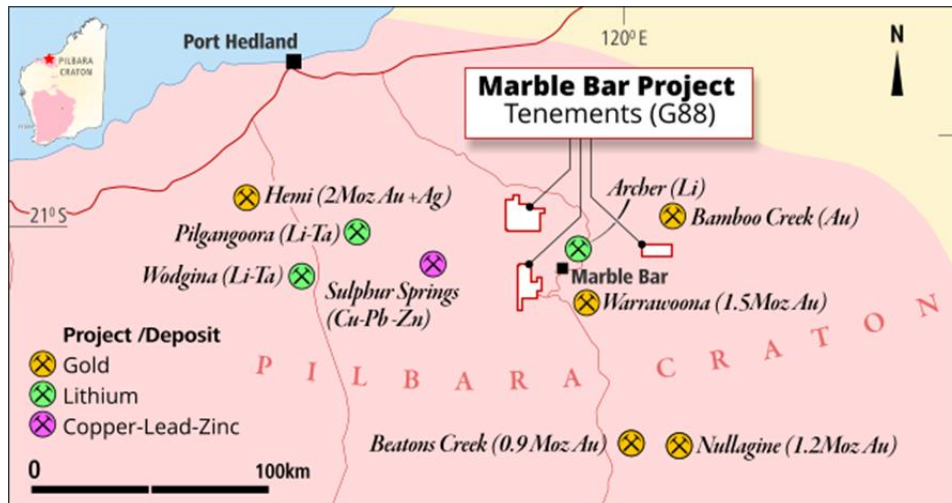 Port Hedland
120⁰ E
N
PILBARA
CRATON
Marble Bar Project
Tenements (G88)
Archer (Li)
Hemi (2Moz Au +Ag)
Bamboo Creek (Au)
21⁰ S
Pilgangoora (Li-Ta)
Wodgina (Li-Ta)
Sulphur Springs
(Cu-Pb -Zn)
Marble Bar
Warrawoona (1.5Moz Au)
Project /Deposit
Gold
Lithium
Copper-Lead-Zinc
PILBARA CRATON
Beatons Creek (0.9 Moz Au)
Nullagine (1.2Moz Au)
0
100km